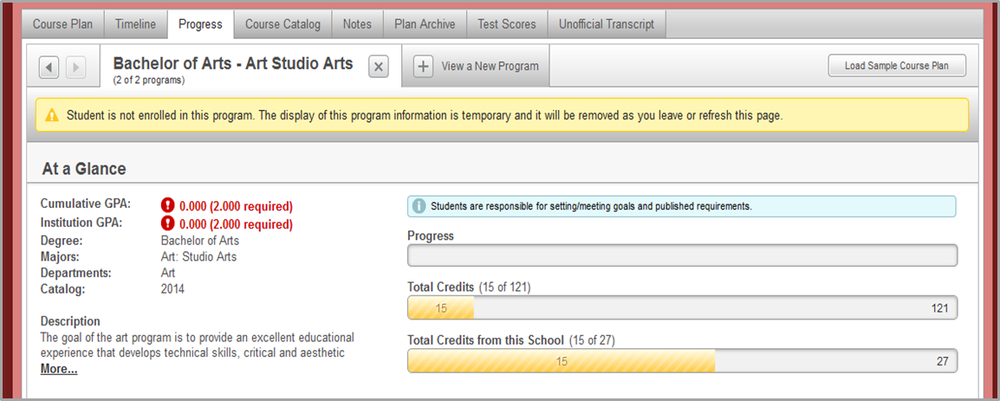 Course Plan Timeline Progress Course Catalog Notes Plan Archive Test Scores Unofficial Transcript
Bachelor of Arts - Art Studio Arts
(2 of 2 programs)
View a New Program
Load Sample Course Plan
Student is not enrolled in this program. The display of this program information is temporary and it will be removed as you leave or refresh this page.
At a Glance
Cumulative GPA: 0.000 (2.000 required)
Institution GPA: 0.000 (2.000 required)
Degree: Bachelor of Arts
Majors: Art: Studio Arts
Departments: Art
Catalog: 2014
Description
The goal of the art program is to provide an excellent educational
experience that develops technical skills, critical and aesthetic
More...
Students are responsible for setting/meeting goals and published requirements.
Progress
Total Credits (15 of 121)
15 121
Total Credits from this School (15 of 27)
15 27